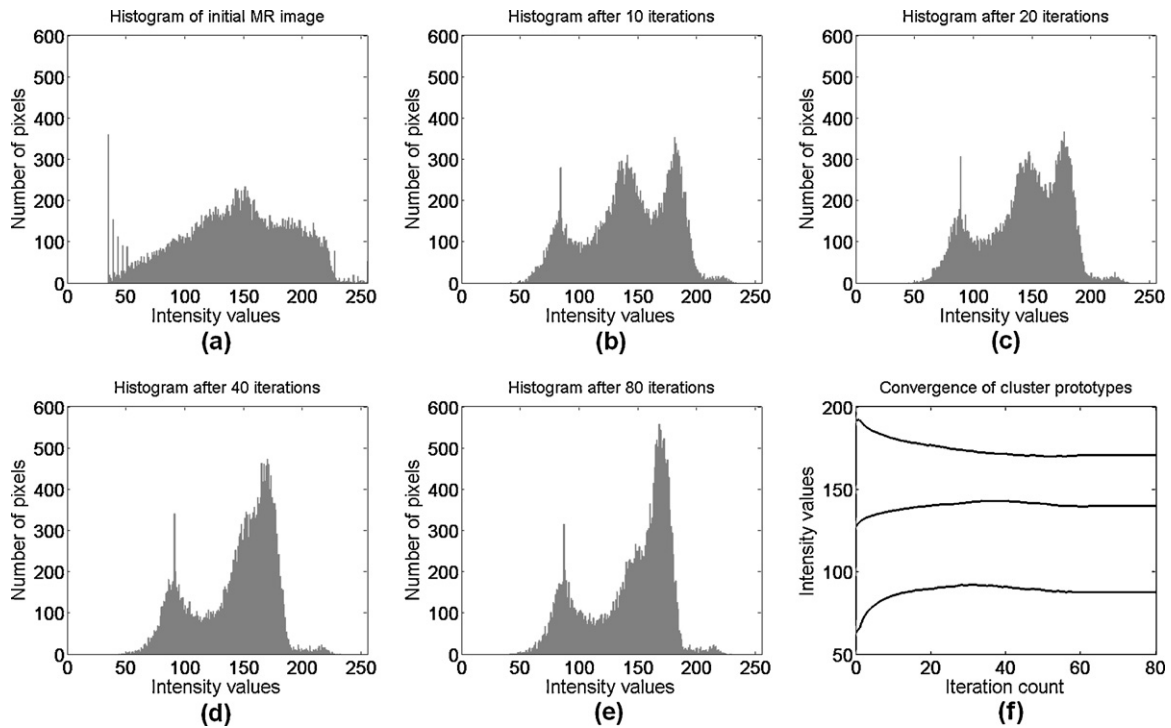 Histogram of initial MR image
600
500
400
300
200
100
0
Number of pixels
0 50 100 150 200 250
Intensity values
(a)
Histogram after 10 iterations
600
500
400
300
200
100
0
Number of pixels
0 50 100 150 200 250
Intensity values
(b)
Histogram after 20 iterations
600
500
400
300
200
100
0
Number of pixels
0 50 100 150 200 250
Intensity values
(c)
Histogram after 40 iterations
600
500
400
300
200
100
0
Number of pixels
0 50 100 150 200 250
Intensity values
(d)
Histogram after 80 iterations
600
500
400
300
200
100
0
Number of pixels
0 50 100 150 200 250
Intensity values
(e)
Convergence of cluster prototypes
200
150
100
50
Intensity values
0 20 40 60 80
Iteration count
(f)